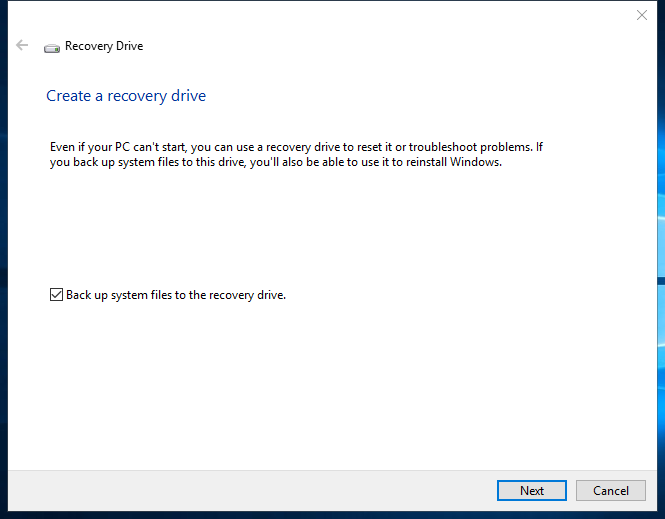 Recovery Drive
Create a recovery drive
Even if your PC can't start, you can use a recovery drive to reset it or troubleshoot problems. If
you back up system files to this drive, you'll also be able to use it to reinstall Windows.
Back up system files to the recovery drive.
Next
Cancel